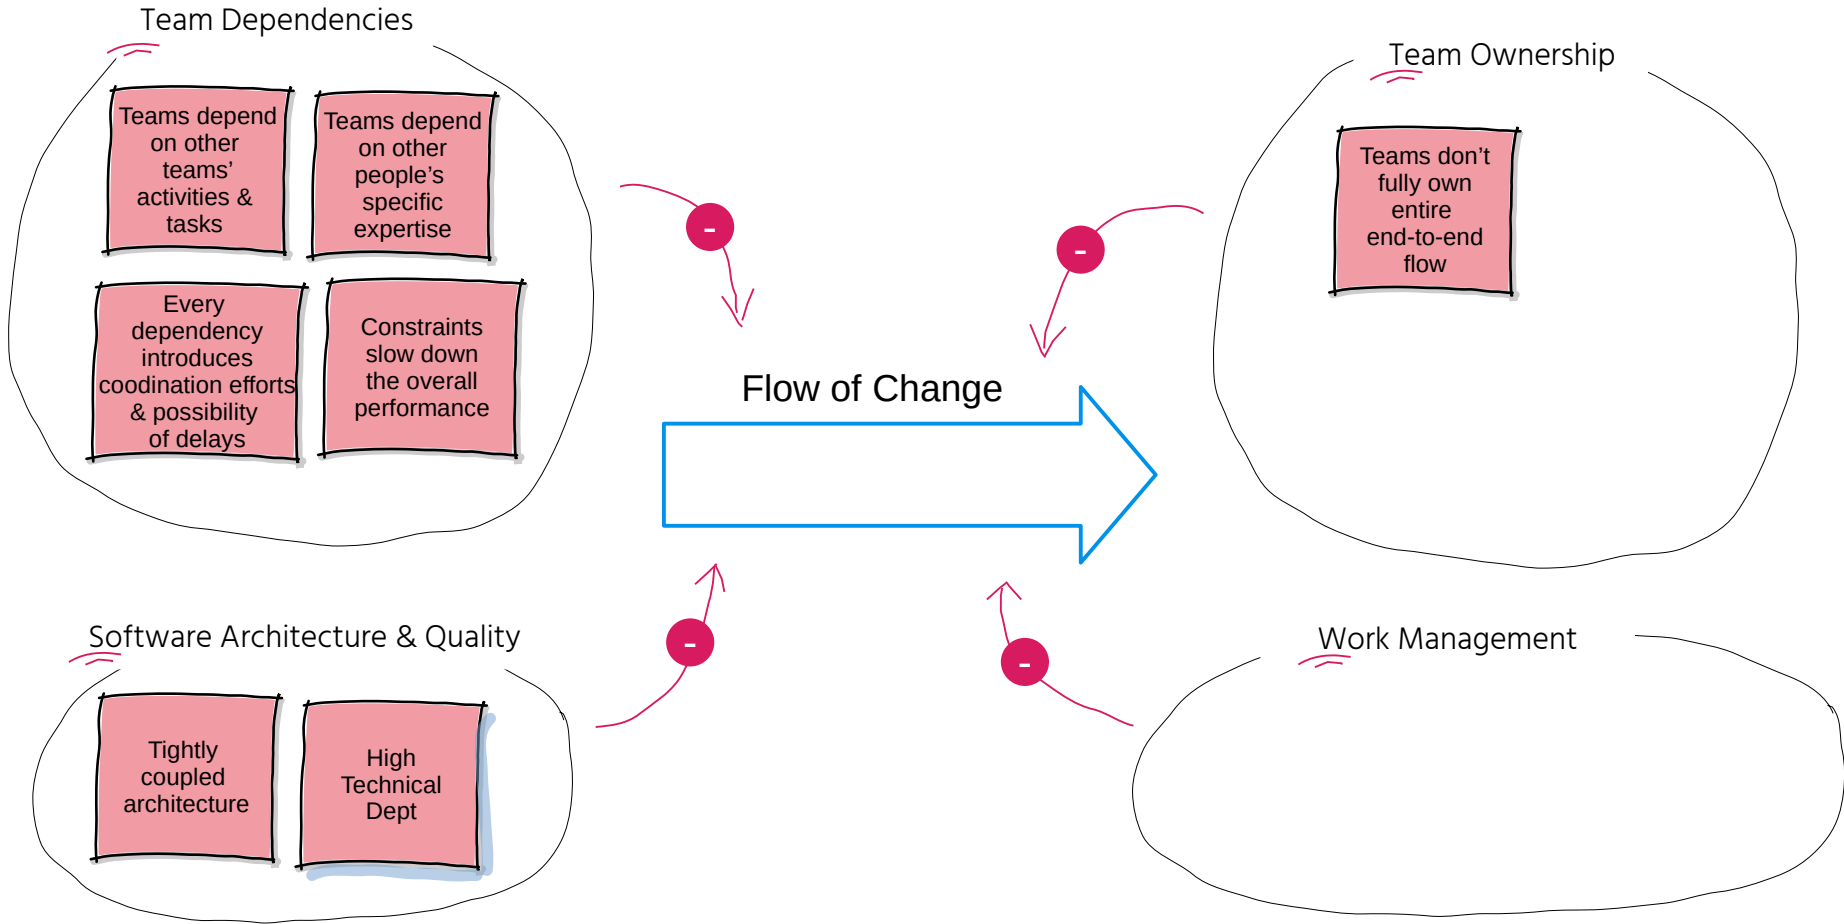 Team Dependencies
Teams depend
on other
teams’
activities &
tasks
Teams depend
on other
people’s
specific
expertise
Every
dependency
introduces
coodination efforts
& possibility
of delays
Constraints
slow down
the overall
performance
-
-
Team Ownership
Teams don’t
fully own
entire
end-to-end
flow
Flow of Change
Software Architecture & Quality
Tightly
coupled
architecture
High
Technical
Dept
-
-
Work Management